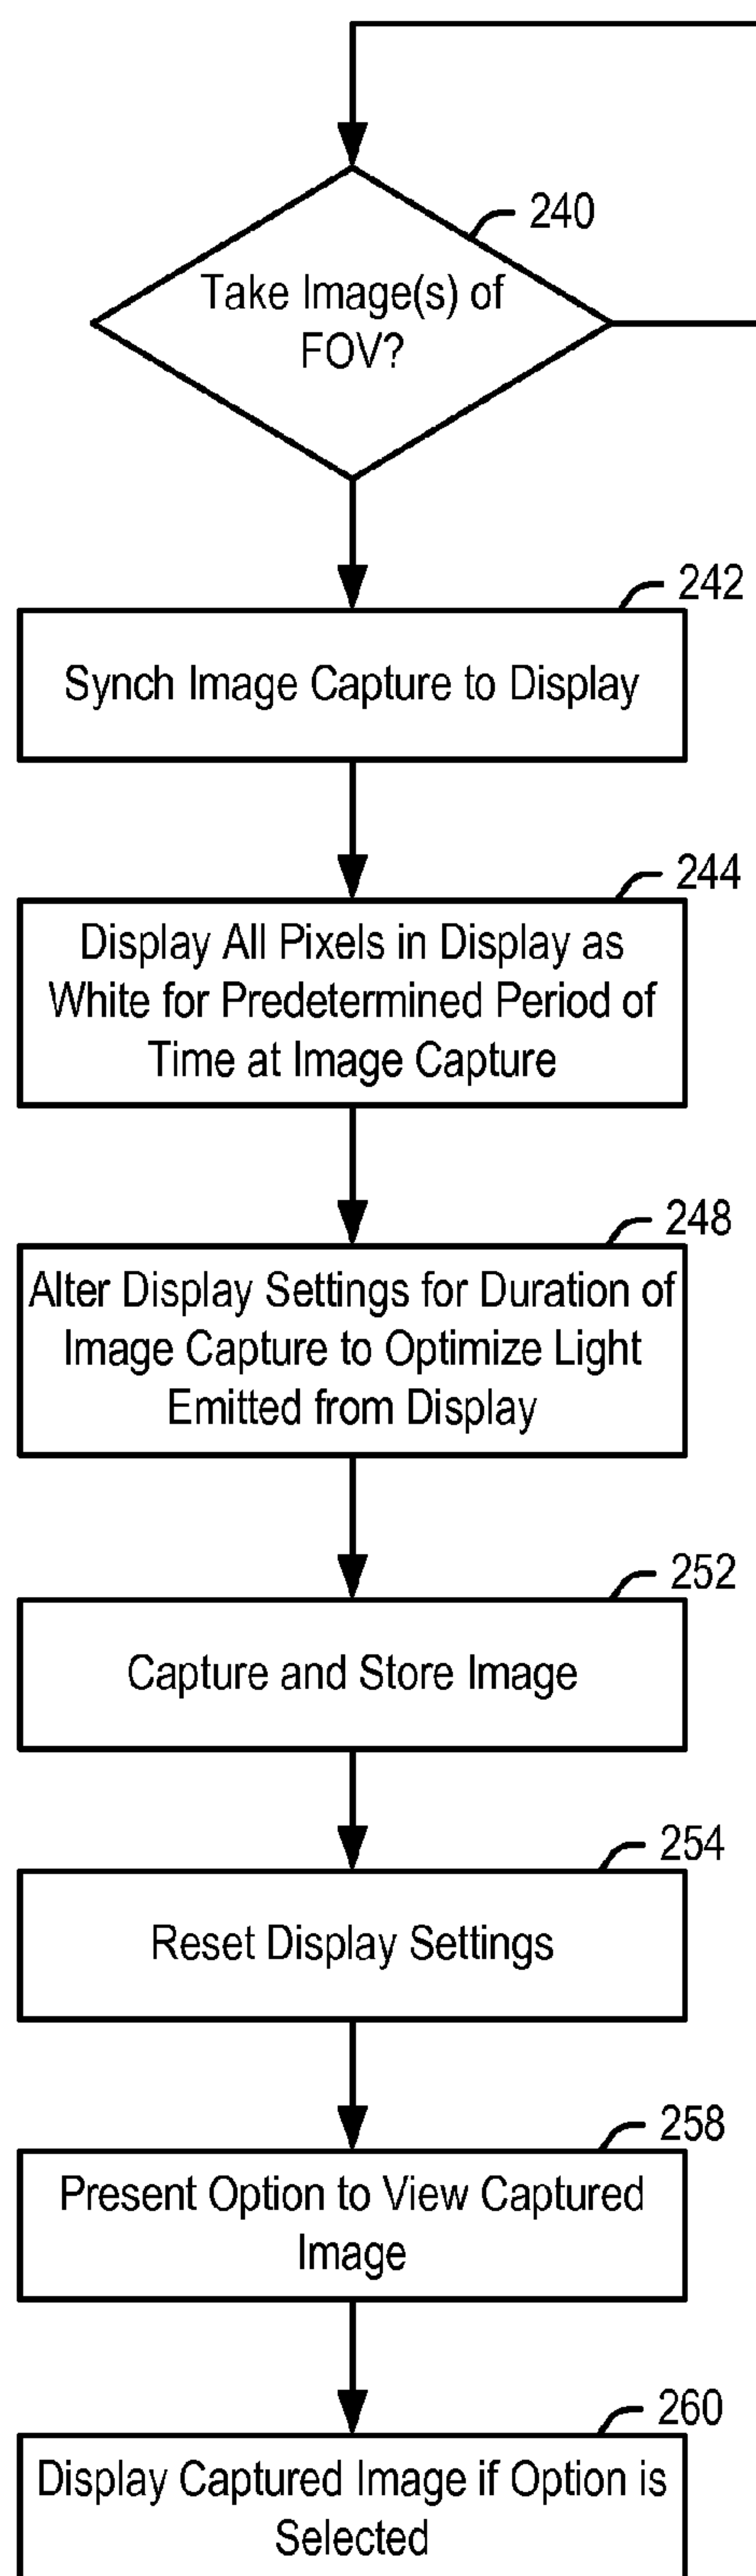 240
Take Image(s) of
FOV?
242
Synch Image Capture to Display
244
Display All Pixels in Display as
White for Predetermined Period of
Time at Image Capture
248
Alter Display Settings for Duration of
Image Capture to Optimize Light
Emitted from Display
252
Capture and Store Image
254
Reset Display Settings
258
Present Option to View Captured
Image
260
Display Captured Image if Option is
Selected